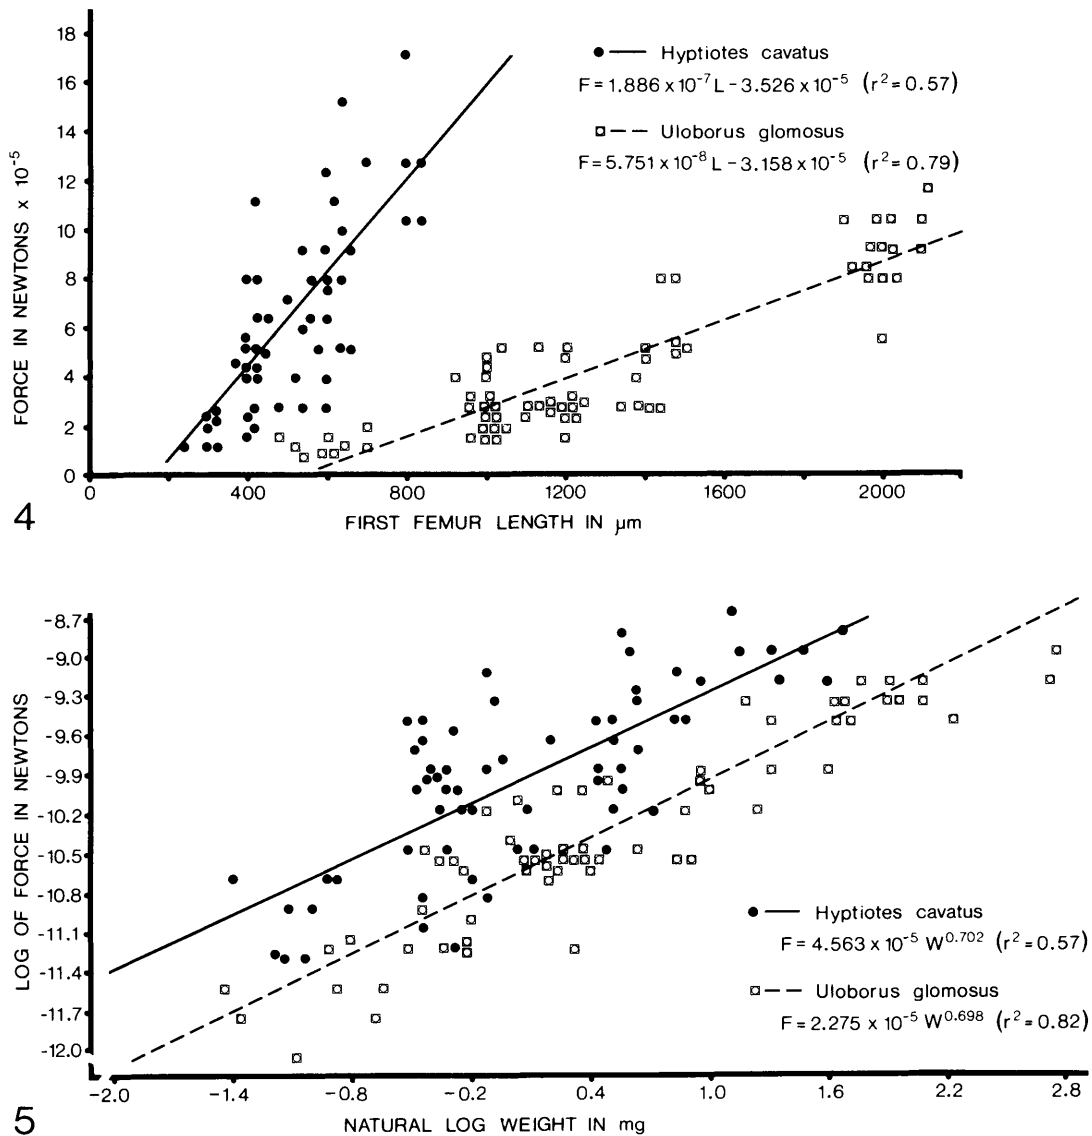 18
16
14
12
10
8
6
4
2
0
FORCE IN NEWTONS x 10⁻⁵
● — Hyptiotes cavatus
F = 1.886 x 10⁻⁷ L − 3.526 x 10⁻⁵ (r² = 0.57)
□ – – Uloborus glomosus
F = 5.751 x 10⁻⁸ L − 3.158 x 10⁻⁵ (r² = 0.79)
0 400 800 1200 1600 2000
FIRST FEMUR LENGTH IN µm
4
-8.7
-9.0
-9.3
-9.6
-9.9
-10.2
-10.5
-10.8
-11.1
-11.4
-11.7
-12.0
LOG OF FORCE IN NEWTONS
● — Hyptiotes cavatus
F = 4.563 x 10⁻⁵ W⁰·⁷⁰² (r² = 0.57)
□ – – Uloborus glomosus
F = 2.275 x 10⁻⁵ W⁰·⁶⁹⁸ (r² = 0.82)
-2.0 -1.4 -0.8 -0.2 0.4 1.0 1.6 2.2 2.8
NATURAL LOG WEIGHT IN mg
5